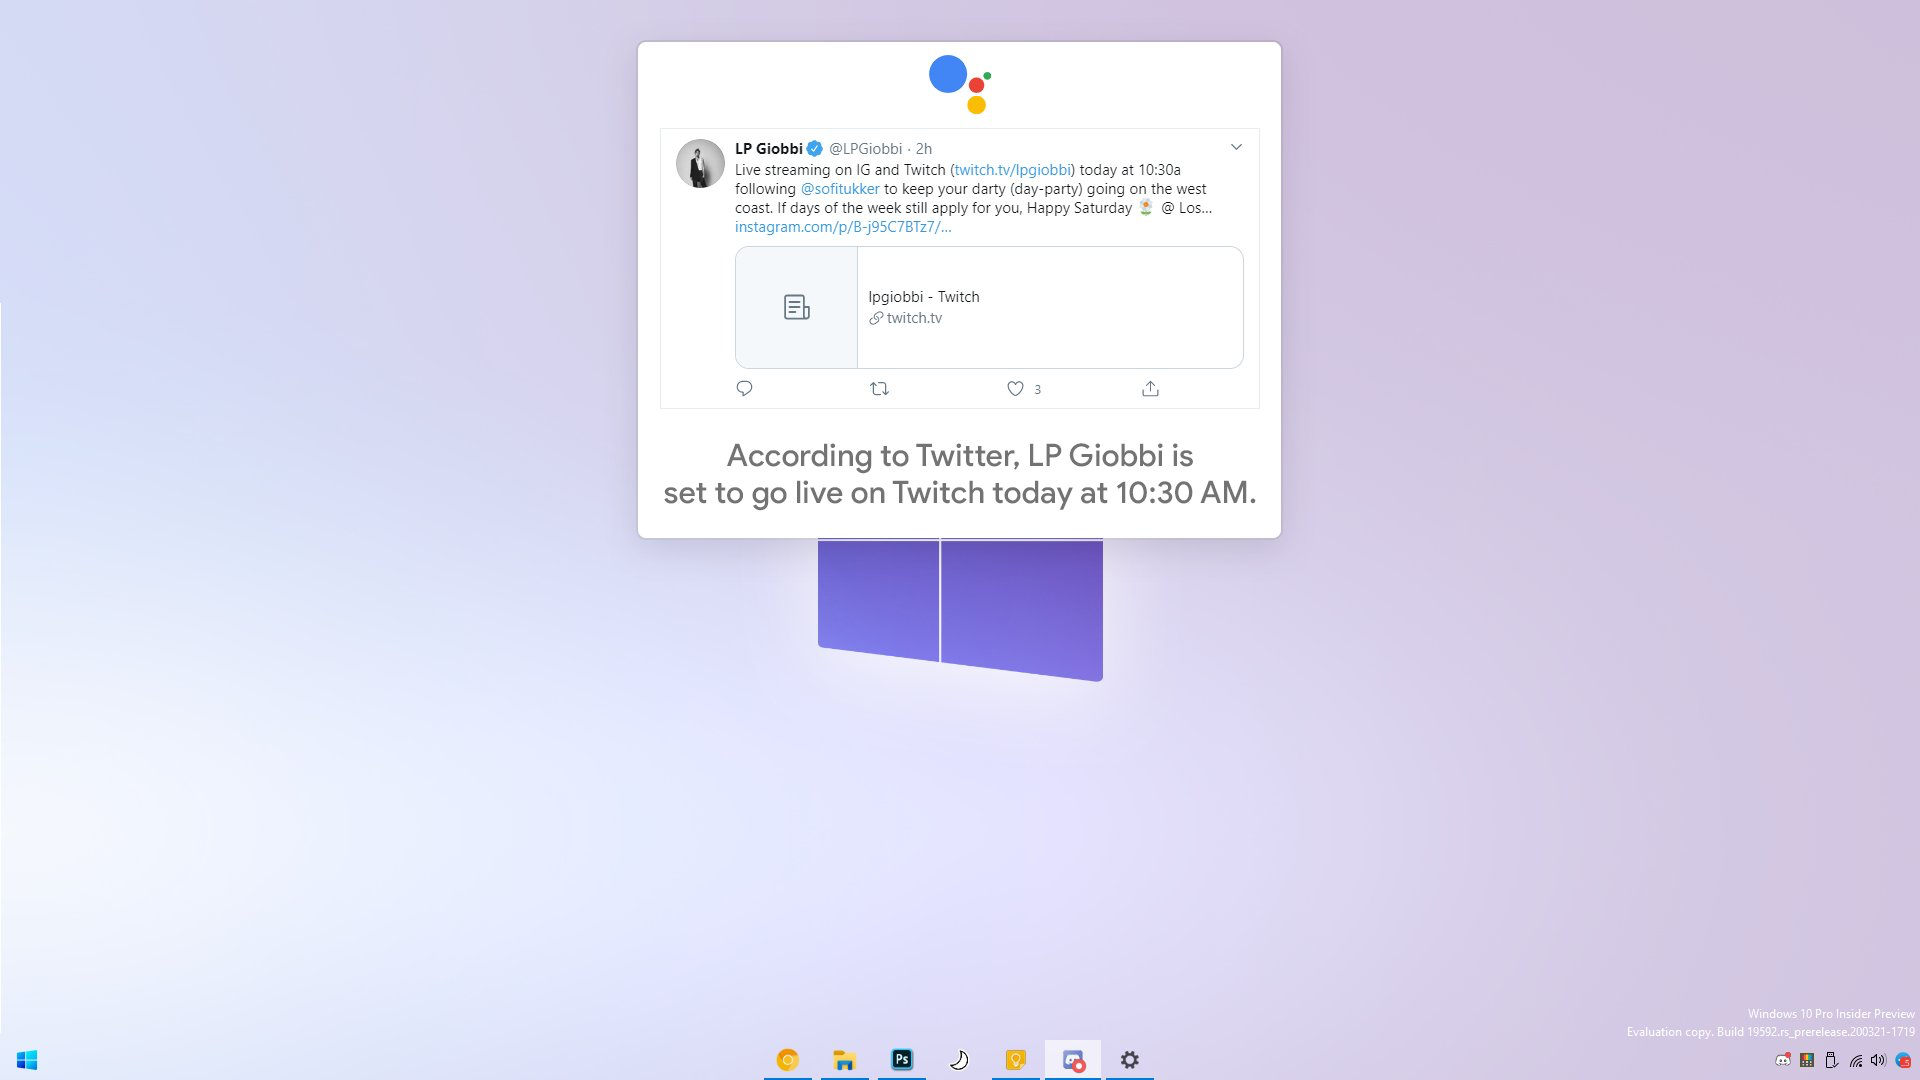 LP Giobbi @LPGiobbi · 2h
Live streaming on IG and Twitch (twitch.tv/lpgiobbi) today at 10:30a
following @sofitukker to keep your darty (day-party) going on the west
coast. If days of the week still apply for you, Happy Saturday 🌼 @ Los...
instagram.com/p/B-j95C7BTz7/...
lpgiobbi - Twitch
twitch.tv
3
According to Twitter, LP Giobbi is
set to go live on Twitch today at 10:30 AM.
Windows 10 Pro Insider Preview
Evaluation copy. Build 19592.rs_prerelease.200321-1719
Ps